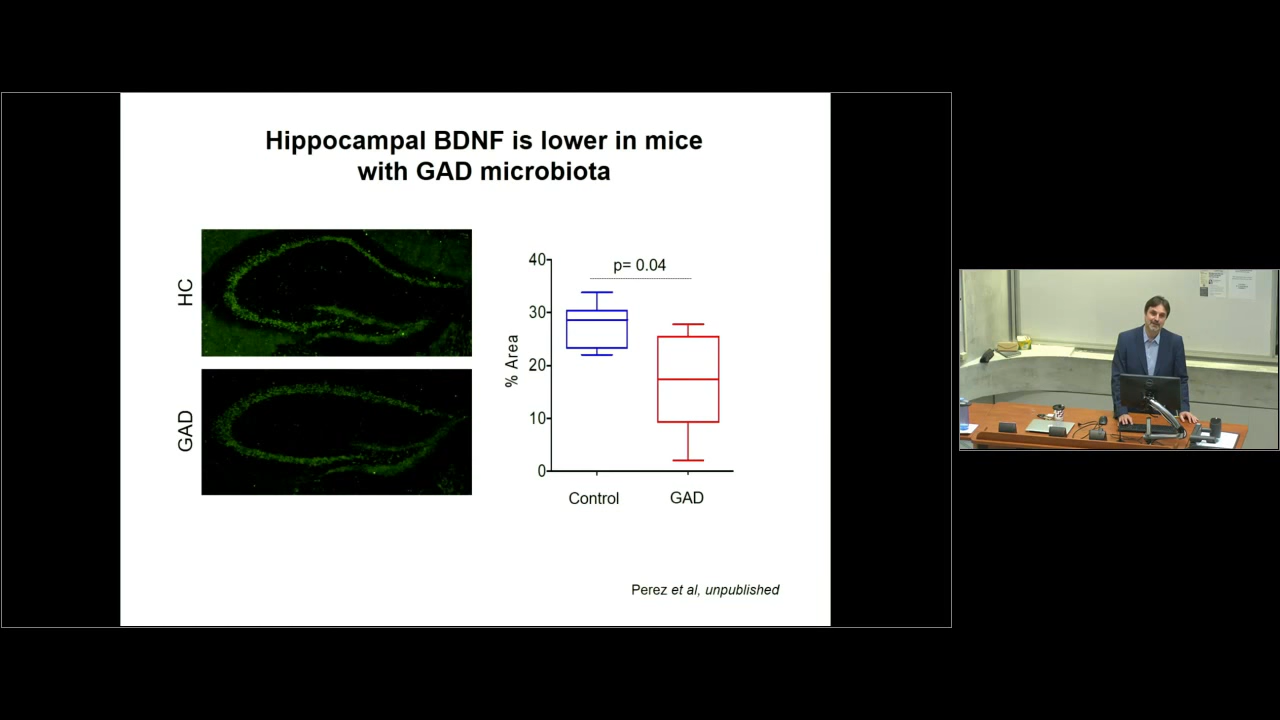 Hippocampal BDNF is lower in mice
with GAD microbiota
HC
GAD
% Area
40
30
20
10
0
p= 0.04
Control
GAD
Perez et al, unpublished